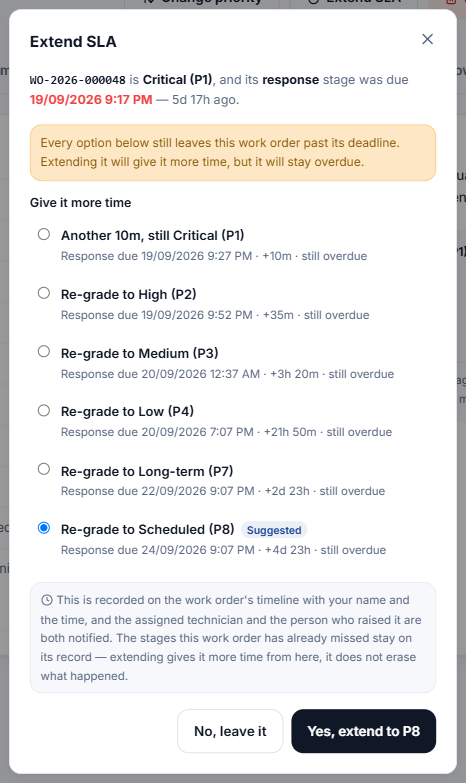 Change priority
Extend SLA
Extend SLA
WO-2026-000048 is Critical (P1), and its response stage was due
19/09/2026 9:17 PM — 5d 17h ago.
Every option below still leaves this work order past its deadline.
Extending it will give it more time, but it will stay overdue.
Give it more time
Another 10m, still Critical (P1)
Response due 19/09/2026 9:27 PM · +10m · still overdue
Re-grade to High (P2)
Response due 19/09/2026 9:52 PM · +35m · still overdue
Re-grade to Medium (P3)
Response due 20/09/2026 12:37 AM · +3h 20m · still overdue
Re-grade to Low (P4)
Response due 20/09/2026 7:07 PM · +21h 50m · still overdue
Re-grade to Long-term (P7)
Response due 22/09/2026 9:07 PM · +2d 23h · still overdue
Re-grade to Scheduled (P8) Suggested
Response due 24/09/2026 9:07 PM · +4d 23h · still overdue
This is recorded on the work order's timeline with your name and
the time, and the assigned technician and the person who raised it are
both notified. The stages this work order has already missed stay on
its record — extending gives it more time from here, it does not erase
what happened.
No, leave it
Yes, extend to P8